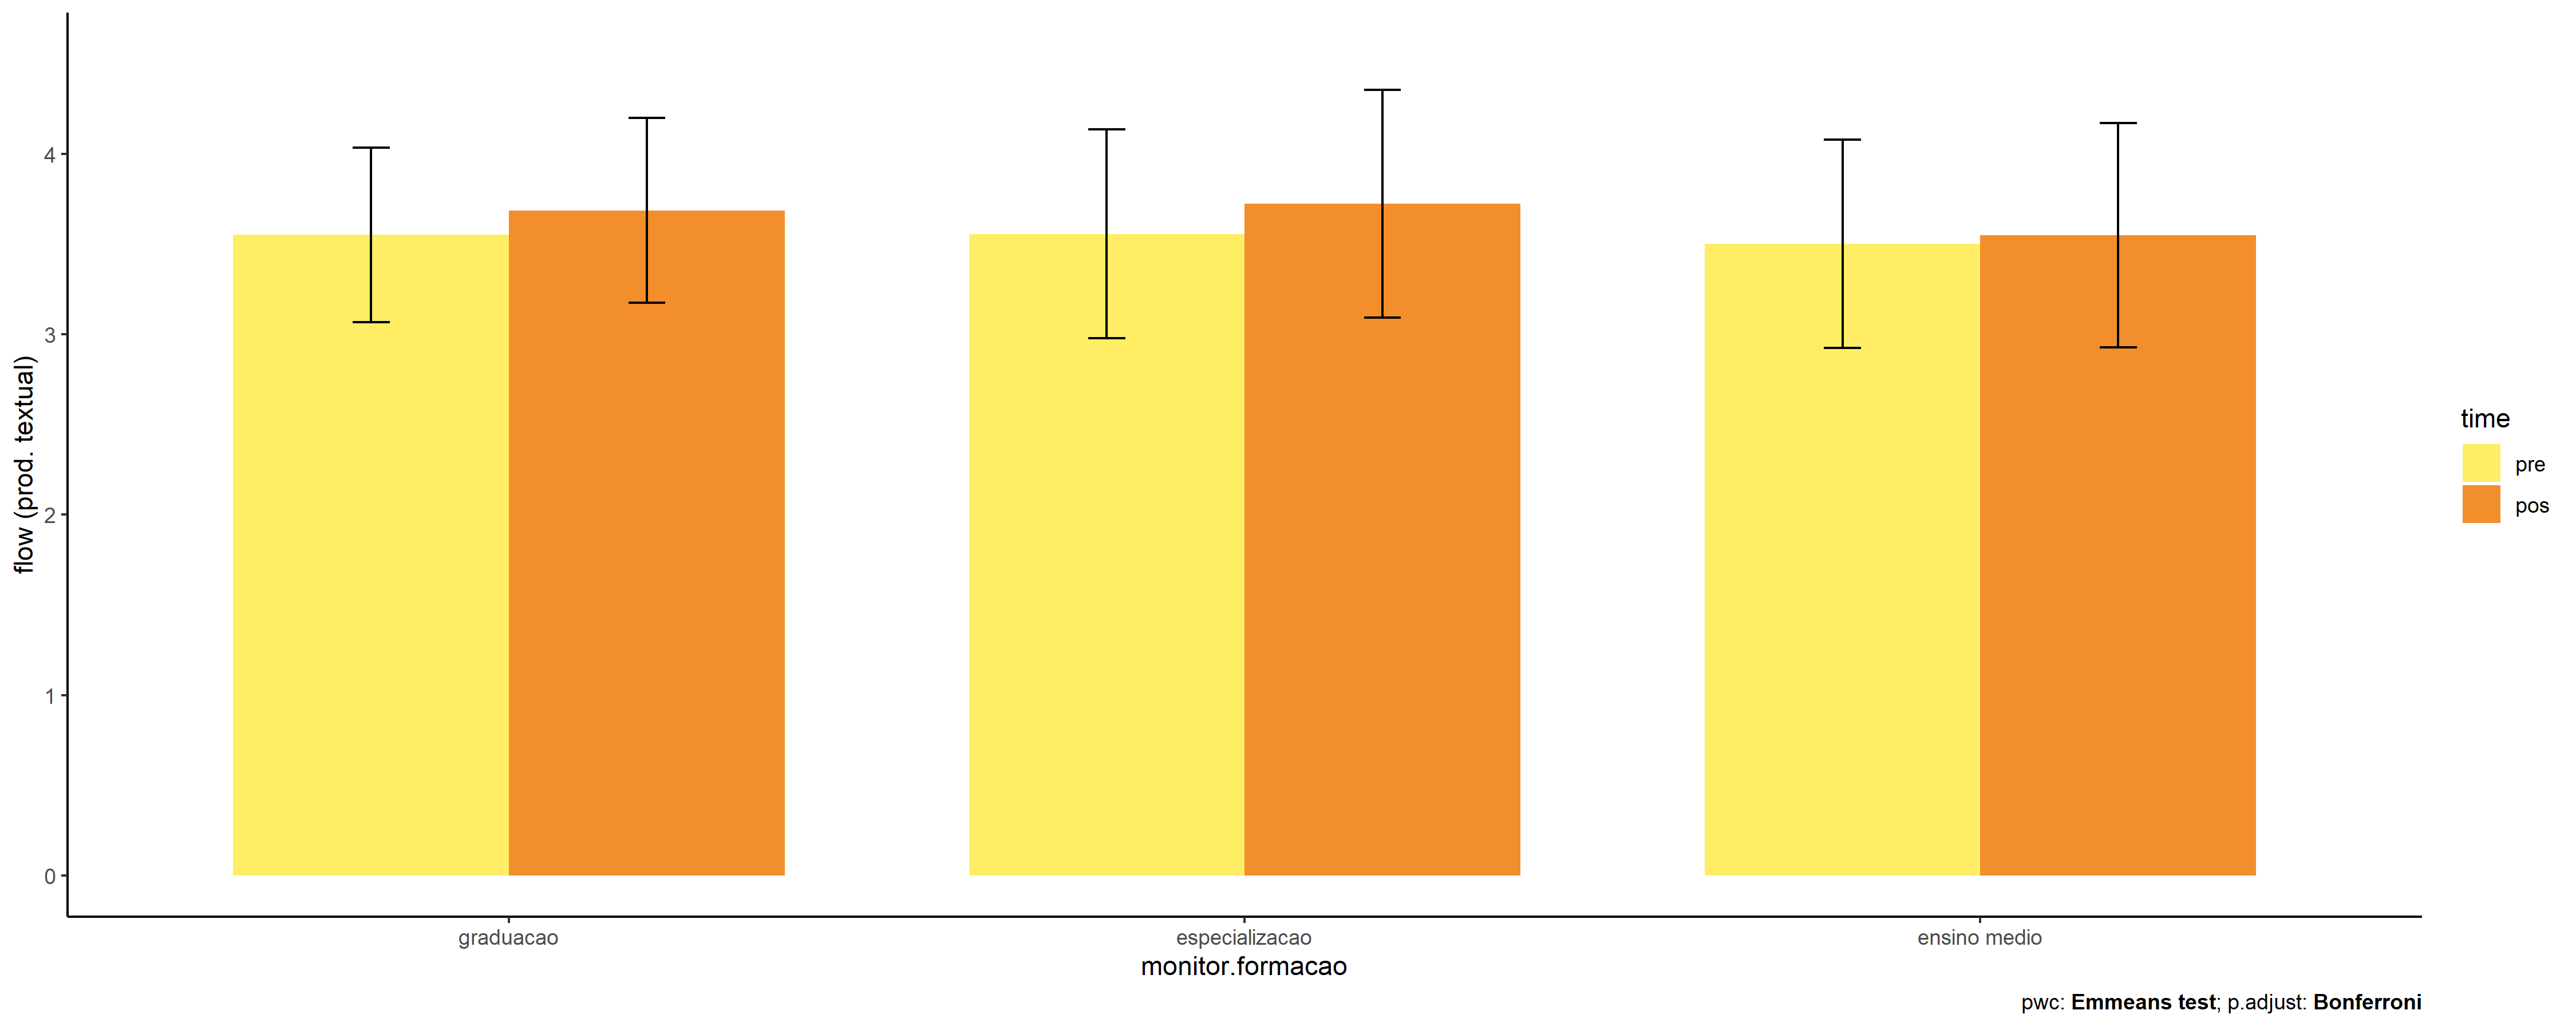 4
3
2
1
0
flow (prod. textual)
graduacao
especializacao
ensino medio
monitor.formacao
time
pre
pos
pwc: Emmeans test; p.adjust: Bonferroni